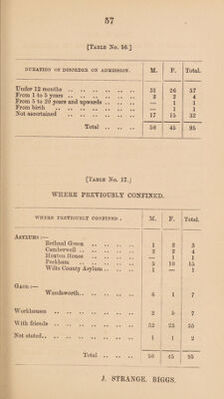 57
[TABLE No. 16.]
DURATION OF DISORDER ON ADMISSION. M. F. Total.
Under 12 months .. .. .. .. .. 31 26 57
From 1 to 5 years .. .. .. .. .. 2 2 4
From 5 to 20 years and upwards .. .. .. — 1 1
From birth .. .. .. .. .. — 1 1
Not ascertained .. .. .. .. .. 17 15 32
Total .. .. .. 50 45 95
[TABLE No. 17.]
WHERE PREVIOUSLY CONFINED.
WHERE PREVIOUSLY CONFINED. M. F. Total.
ASYLUMS :—
Bethnal Green .. .. .. .. 1 2 3
Camberwell .. .. .. .. 2 2 4
Hoxton House .. .. .. .. — 1 1
Peckham .. .. .. .. 5 10 15
Wilts County Asylum .. .. 1 — 1
GAOL :—
Wandsworth .. .. .. .. 6 1 7
Workhouses .. .. .. .. .. 2 5 7
With friends .. .. .. .. .. 32 23 55
Not stated .. .. .. .. .. 1 1 2
Total .. .. .. 50 45 95
J. STRANGE. BIGGS.